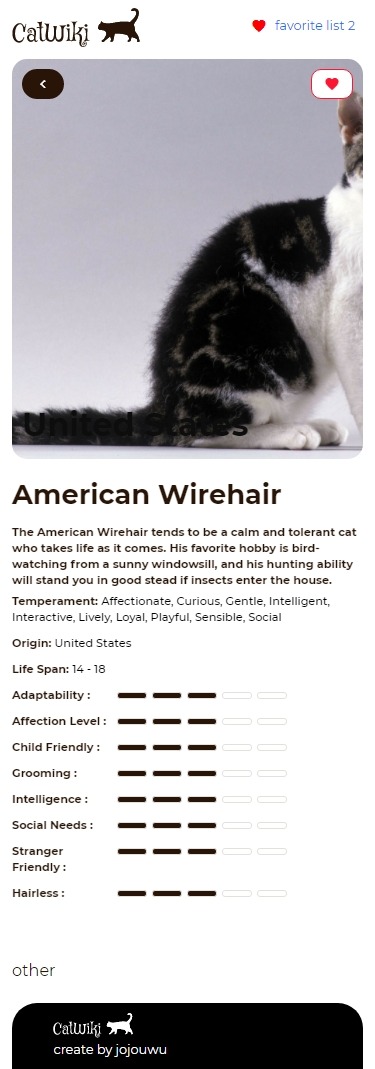 CatWiki
favorite list 2
United States
American Wirehair
The American Wirehair tends to be a calm and tolerant cat
who takes life as it comes. His favorite hobby is bird-
watching from a sunny windowsill, and his hunting ability
will stand you in good stead if insects enter the house.
Temperament: Affectionate, Curious, Gentle, Intelligent,
Interactive, Lively, Loyal, Playful, Sensible, Social
Origin: United States
Life Span: 14 - 18
Adaptability :
Affection Level :
Child Friendly :
Grooming :
Intelligence :
Social Needs :
Stranger
Friendly :
Hairless :
other
CatWiki
create by jojouwu